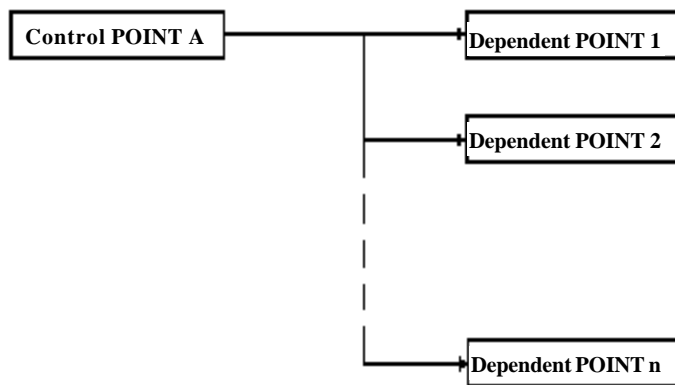 Control POINT A
Dependent POINT 1
Dependent POINT 2
Dependent POINT n